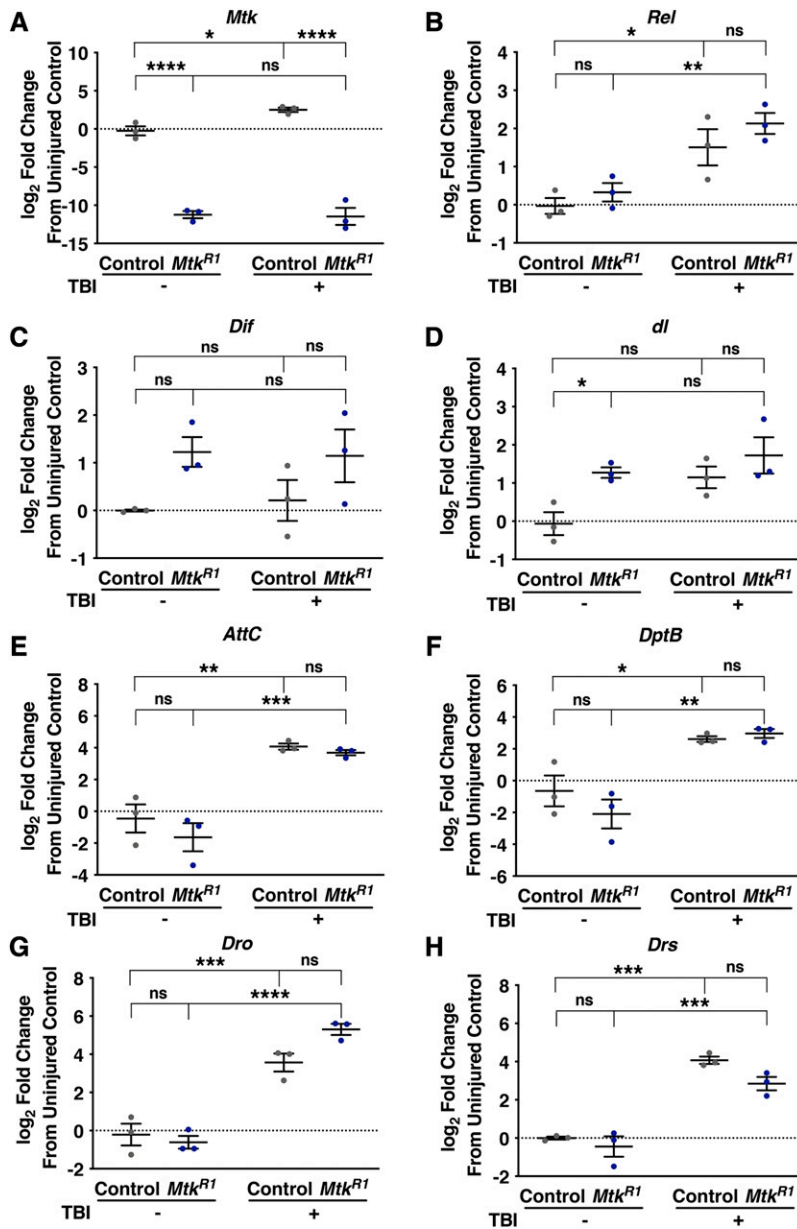 A
Mtk
* ****
**** ns
log2 Fold Change
From Uninjured Control
10
5
0
-5
-10
-15
Control MtkR1 Control MtkR1
TBI - +
B
Rel
* ns
ns **
log2 Fold Change
From Uninjured Control
4
3
2
1
0
-1
Control MtkR1 Control MtkR1
TBI - +
C
Dif
ns ns
ns ns
log2 Fold Change
From Uninjured Control
3
2
1
0
-1
Control MtkR1 Control MtkR1
TBI - +
D
dl
ns ns
* ns
log2 Fold Change
From Uninjured Control
4
3
2
1
0
-1
Control MtkR1 Control MtkR1
TBI - +
E
AttC
** ns
ns ***
log2 Fold Change
From Uninjured Control
8
6
4
2
0
-2
-4
Control MtkR1 Control MtkR1
TBI - +
F
DptB
* ns
ns **
log2 Fold Change
From Uninjured Control
6
4
2
0
-2
-4
-6
Control MtkR1 Control MtkR1
TBI - +
G
Dro
*** ns
ns ****
log2 Fold Change
From Uninjured Control
8
6
4
2
0
-2
Control MtkR1 Control MtkR1
TBI - +
H
Drs
*** ns
ns ***
log2 Fold Change
From Uninjured Control
8
6
4
2
0
-2
Control MtkR1 Control MtkR1
TBI - +